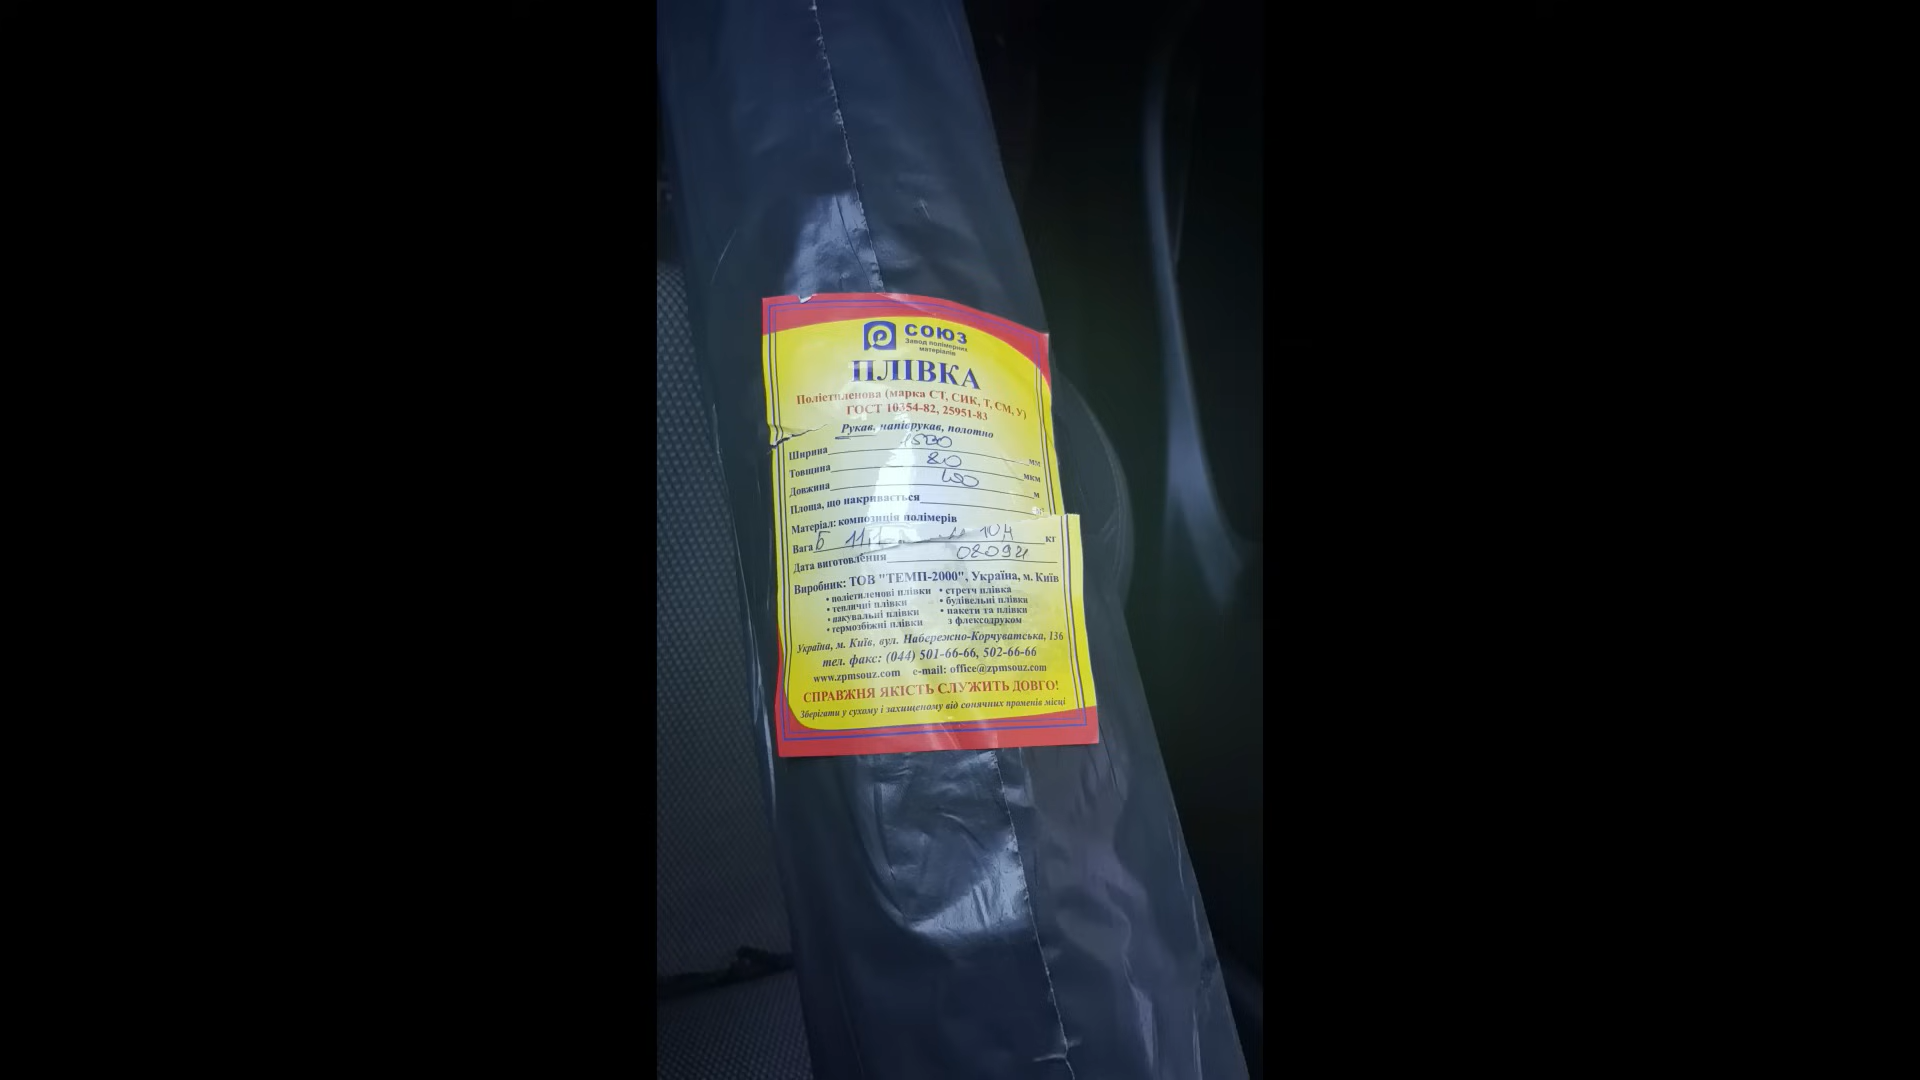 СОЮЗ
Завод полімерних
матеріалів
ПЛІВКА
Поліетиленова (марка СТ, СИК, Т, СМ, У)
ГОСТ 10354-82, 25951-83
Рукав, напіврукав, полотно
Ширина 1500 мм
Товщина 80 мкм
Довжина м
Площа, що накривається
Матеріал: композиція полімерів
Вага Б 11,1 кг
Дата виготовлення
Виробник: ТОВ "ТЕМП-2000", Україна, м. Київ
• поліетиленові плівки • стретч плівка
• тепличні плівки • будівельні плівки
• пакувальні плівки • пакети та плівки
• термозбіжні плівки з флексодруком
Україна, м. Київ, вул. Набережно-Корчуватська, 136
тел. факс: (044) 501-66-66, 502-66-66
www.zpmsouz.com e-mail: office@zpmsouz.com
СПРАВЖНЯ ЯКІСТЬ СЛУЖИТЬ ДОВГО!
Зберігати у сухому і захищеному від сонячних променів місці